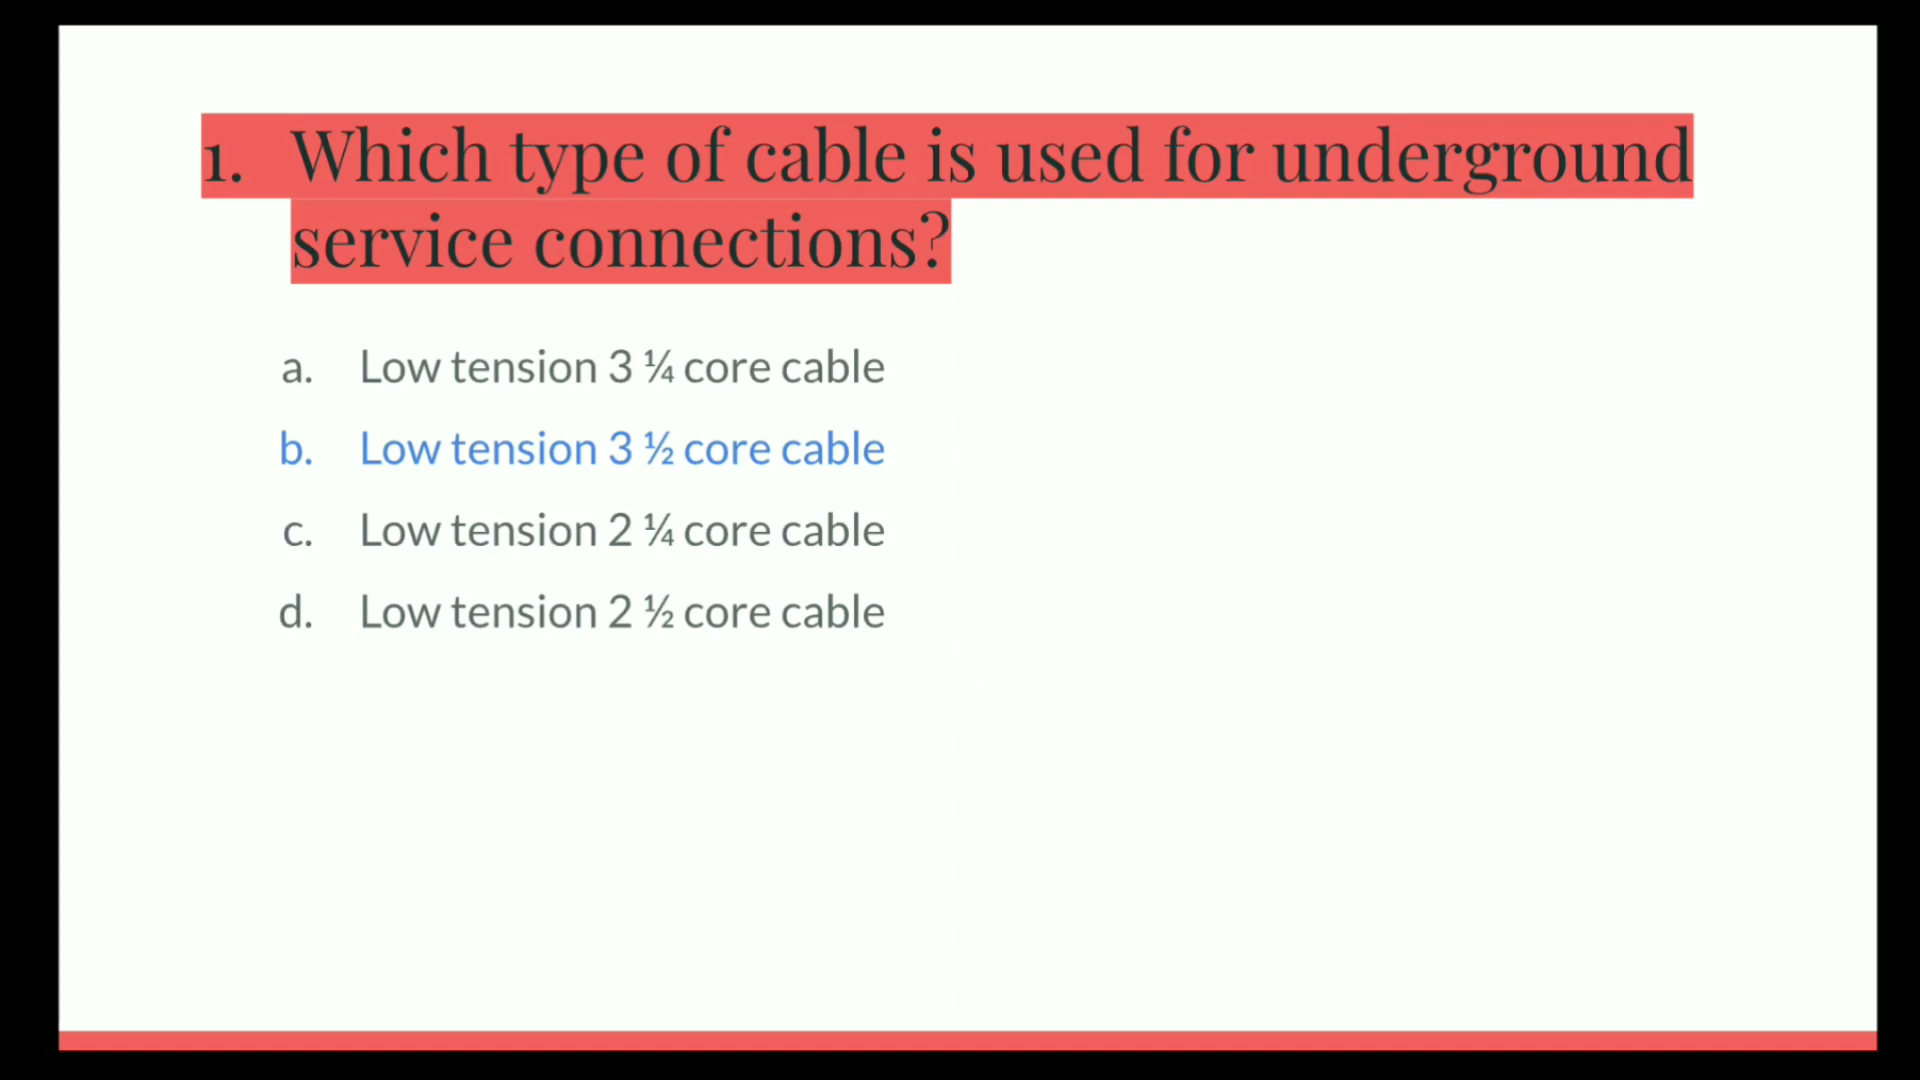 1. Which type of cable is used for underground
service connections?
a. Low tension 3 ¼ core cable
b. Low tension 3 ½ core cable
c. Low tension 2 ¼ core cable
d. Low tension 2 ½ core cable